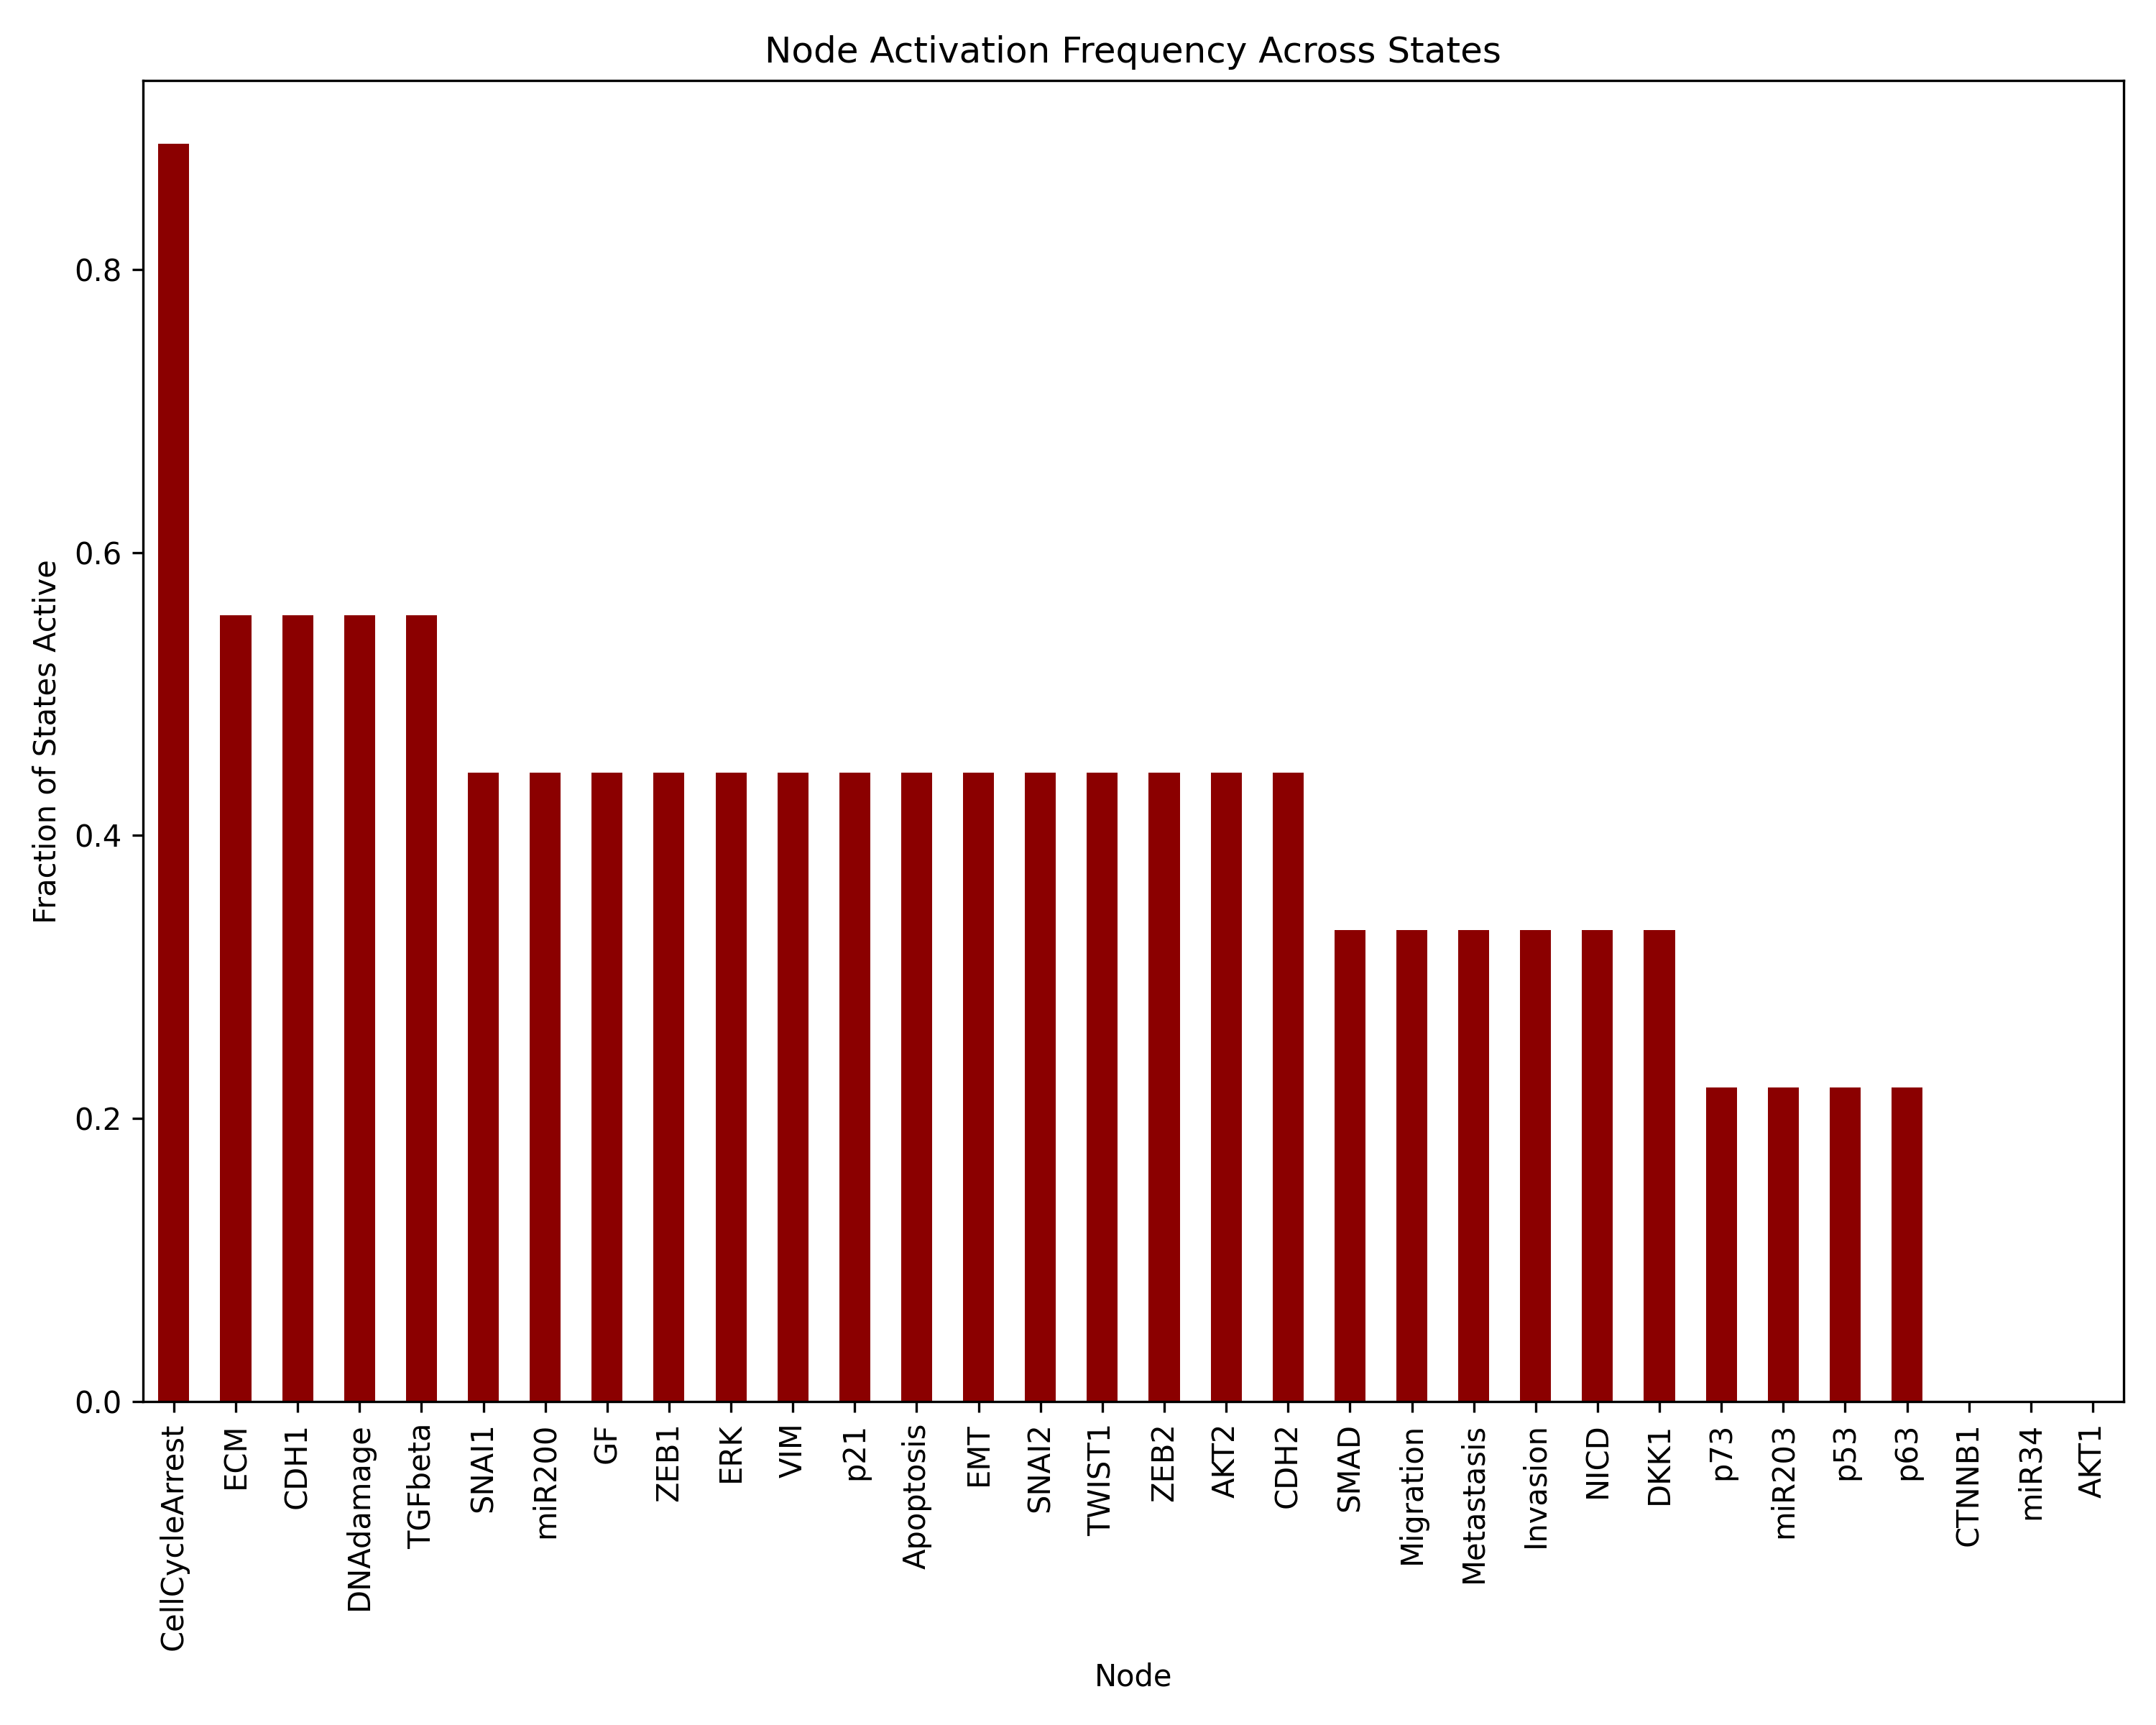 Node Activation Frequency Across States
Fraction of States Active
0.8
0.6
0.4
0.2
0.0
CellCycleArrest
ECM
CDH1
DNAdamage
TGFbeta
SNAI1
miR200
GF
ZEB1
ERK
VIM
p21
Apoptosis
EMT
SNAI2
TWIST1
ZEB2
AKT2
CDH2
SMAD
Migration
Metastasis
Invasion
NICD
DKK1
p73
miR203
p53
p63
CTNNB1
miR34
AKT1
Node